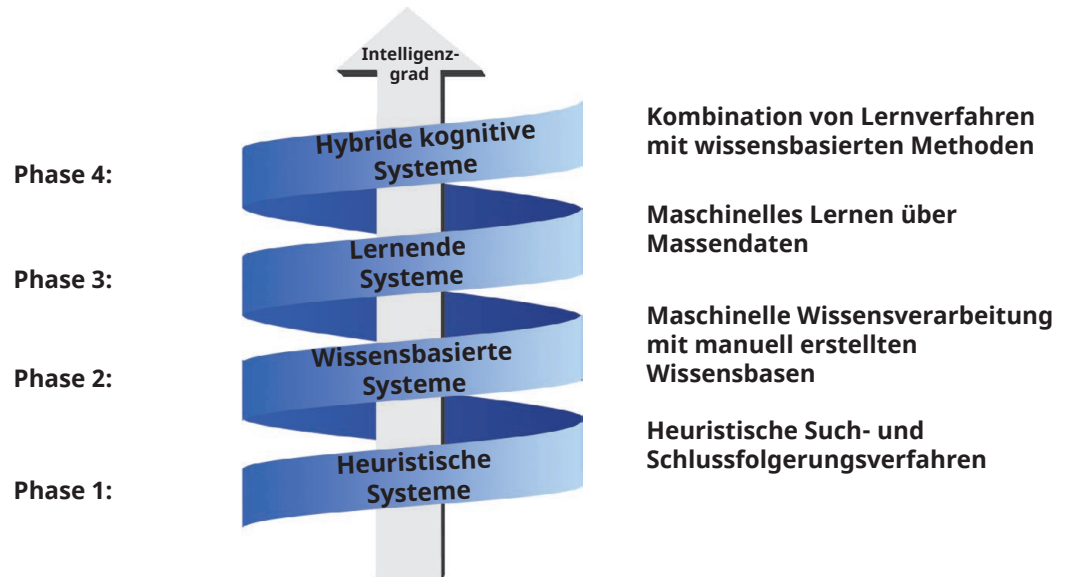 Intelligenz-
grad
Phase 4:
Hybride kognitive
Systeme
Kombination von Lernverfahren
mit wissensbasierten Methoden
Phase 3:
Lernende
Systeme
Maschinelles Lernen über
Massendaten
Phase 2:
Wissensbasierte
Systeme
Maschinelle Wissensverarbeitung
mit manuell erstellten
Wissensbasen
Phase 1:
Heuristische
Systeme
Heuristische Such- und
Schlussfolgerungsverfahren